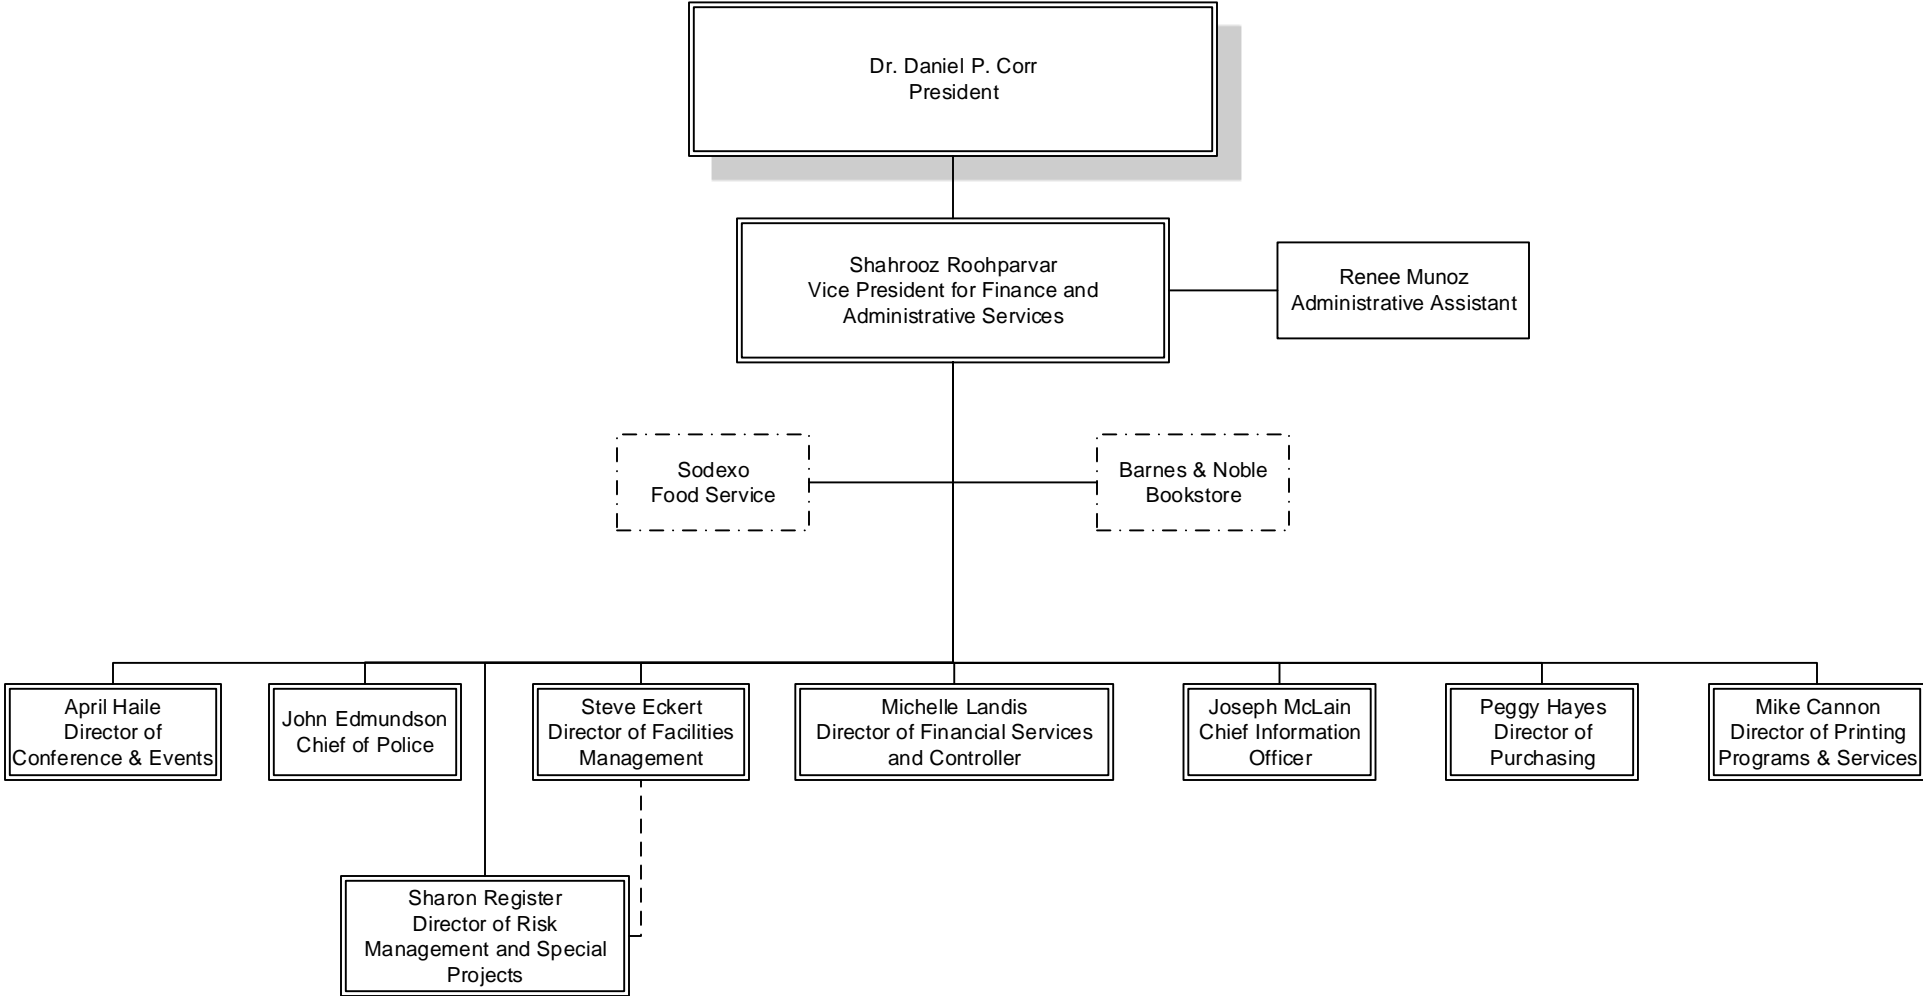 Dr. Daniel P. Corr
President
Shahrooz Roohparvar
Vice President for Finance and
Administrative Services
Renee Munoz
Administrative Assistant
Sodexo
Food Service
Barnes & Noble
Bookstore
April Haile
Director of
Conference & Events
John Edmundson
Chief of Police
Steve Eckert
Director of Facilities
Management
Michelle Landis
Director of Financial Services
and Controller
Joseph McLain
Chief Information
Officer
Peggy Hayes
Director of
Purchasing
Mike Cannon
Director of Printing
Programs & Services
Sharon Register
Director of Risk
Management and Special
Projects